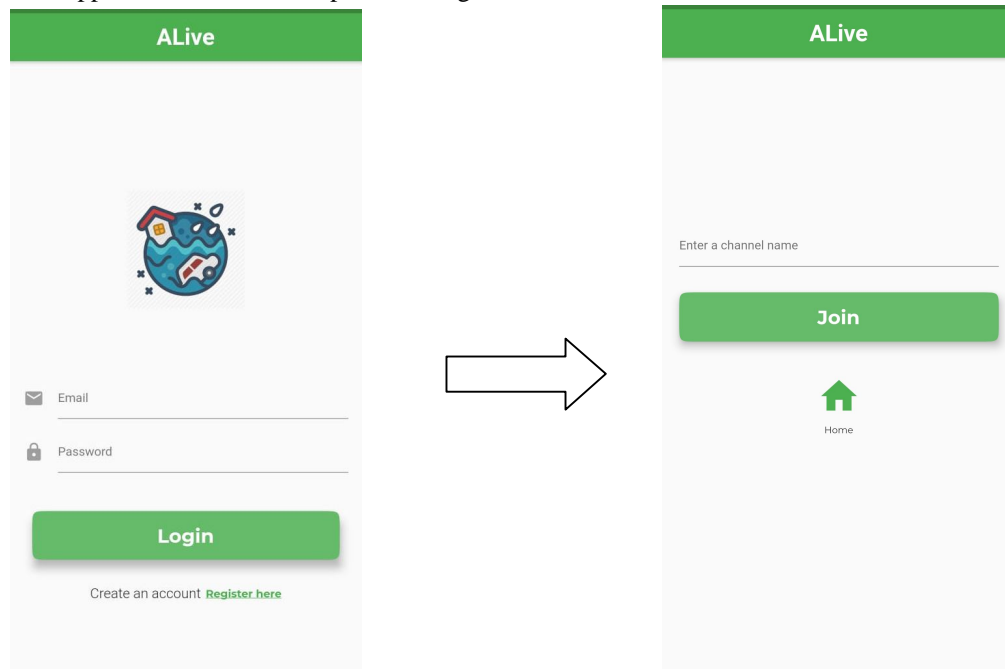 ALive
Email
Password
Login
Create an account Register here
ALive
Enter a channel name
Join
Home